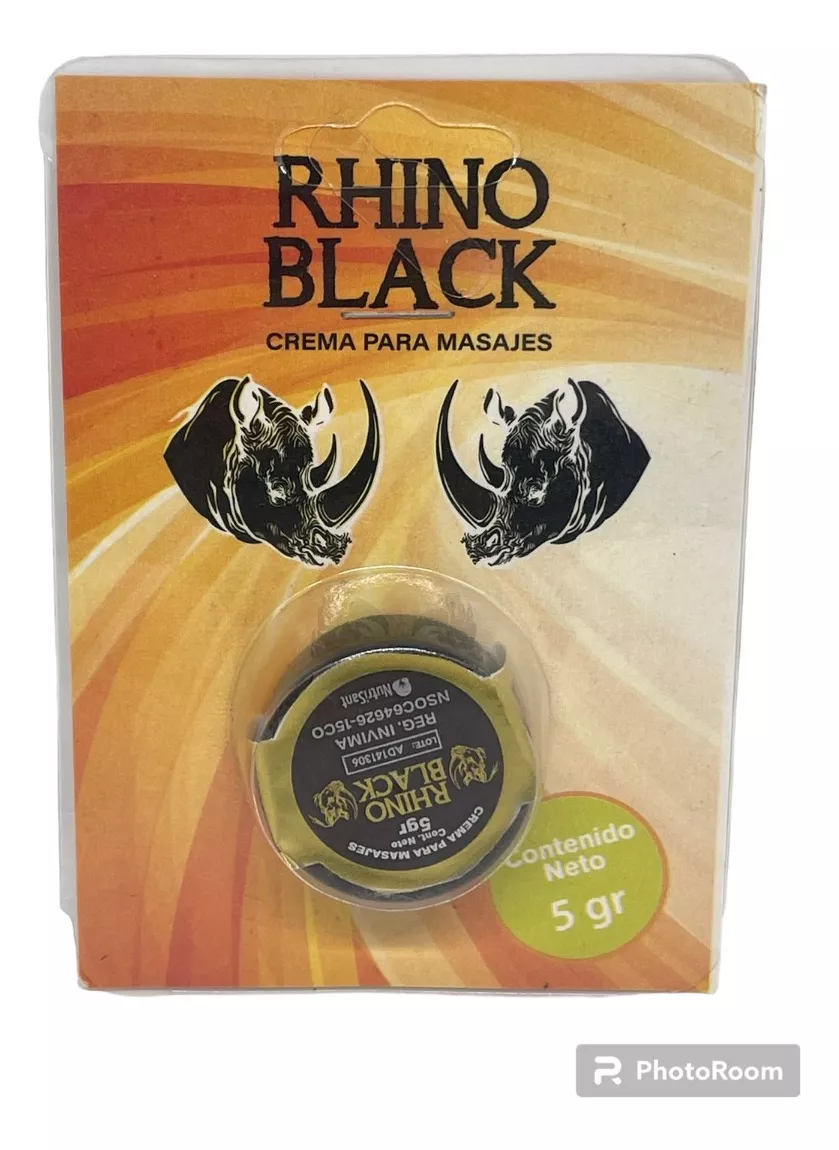 RHINO
BLACK
CREMA PARA MASAJES
NutriSant
NSOC64626-15CO
REG. INVIMA
LOTE: AD141306
RHINO
BLACK
5gr
Cont. Neto
CREMA PARA MASAJES
Contenido
Neto
5 gr
PhotoRoom